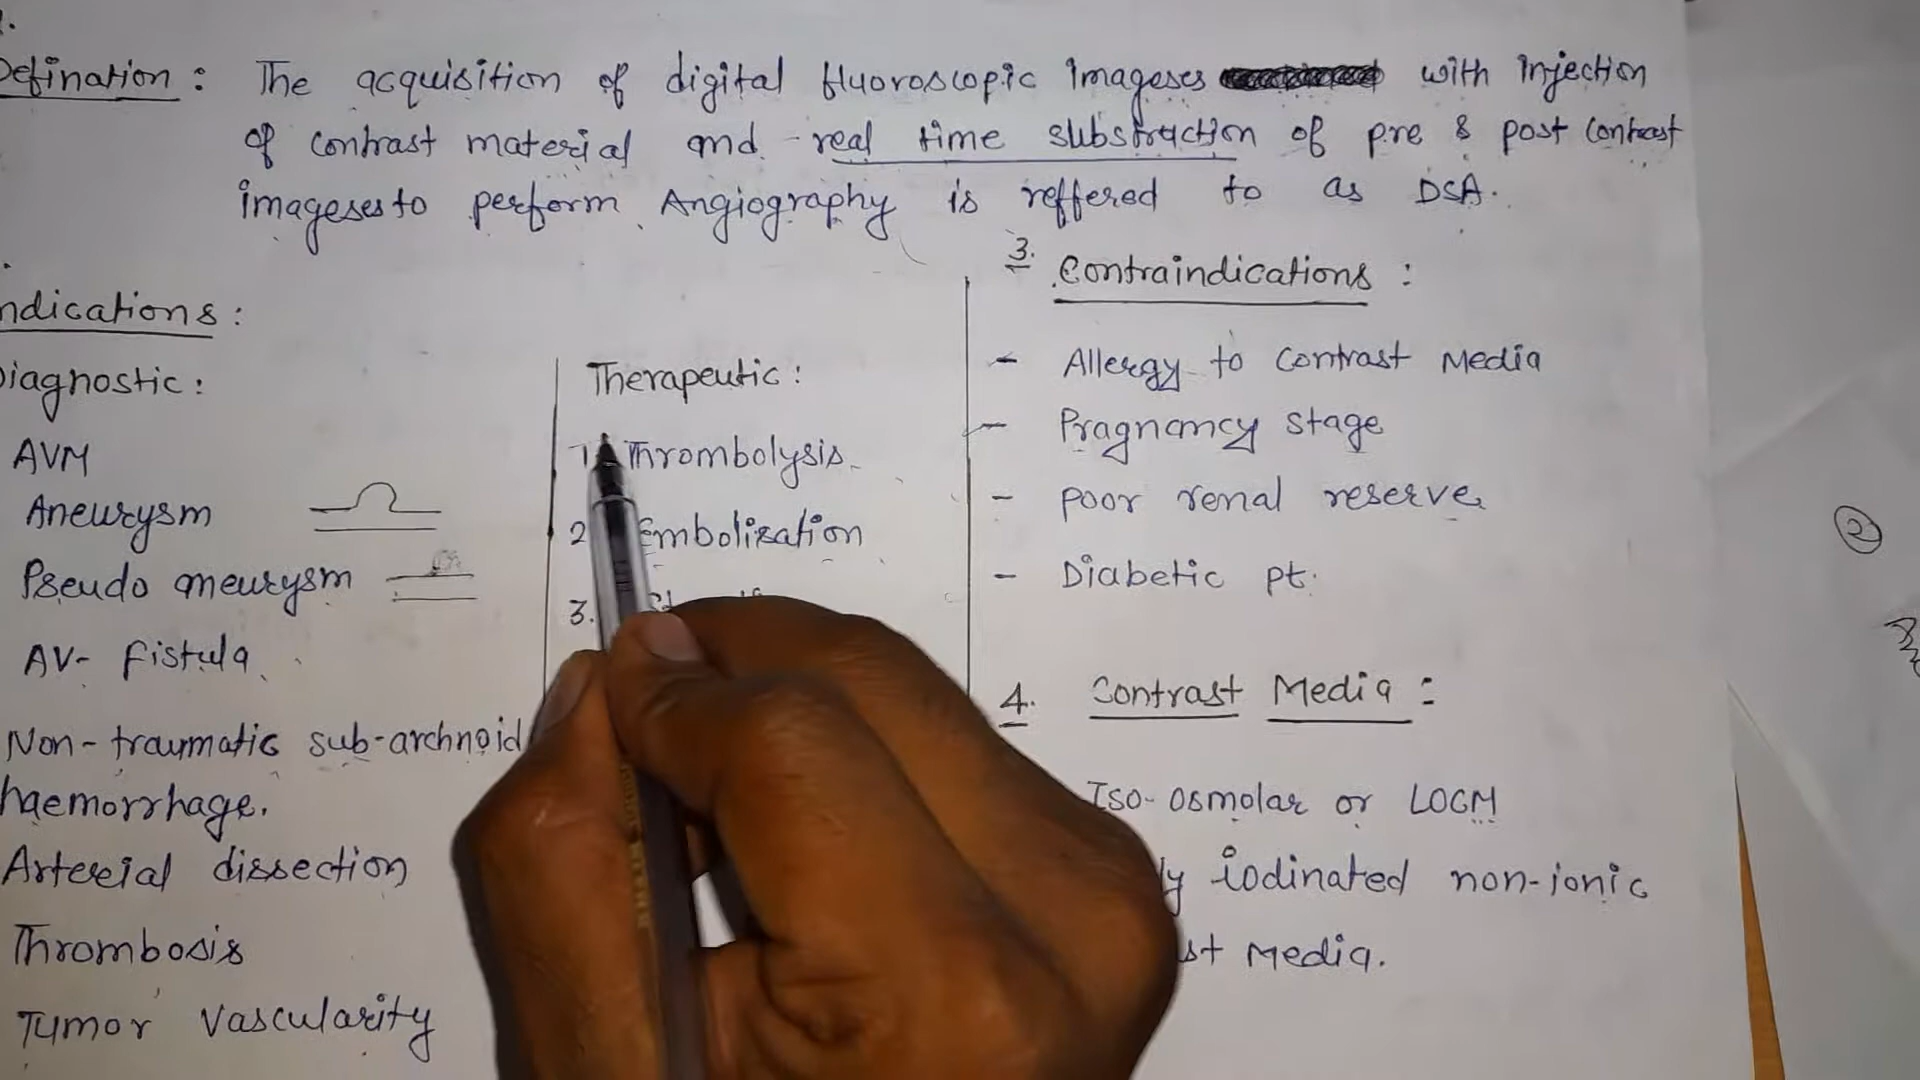 Defination : The acquisition of digital fluoroscopic imageses with injection
of contrast material and real time substraction of pre & post contrast
imageses to perform Angiography is reffered to as DSA.
ndications :
Diagnostic :
AVM
Aneurysm
Pseudo aneurysm
AV- fistula
Non-traumatic sub-archnoid
haemorrhage.
Arterial dissection
Thrombosis
Tumor vascularity
Therapeutic :
1. Thrombolysis
2. Embolization
3.
3. Contraindications :
- Allergy to contrast Media
- Pragnancy stage
- poor renal reserve
- Diabetic pt.
4. Contrast Media :
Iso-osmolar or LOCM
iodinated non-ionic
Media.
2